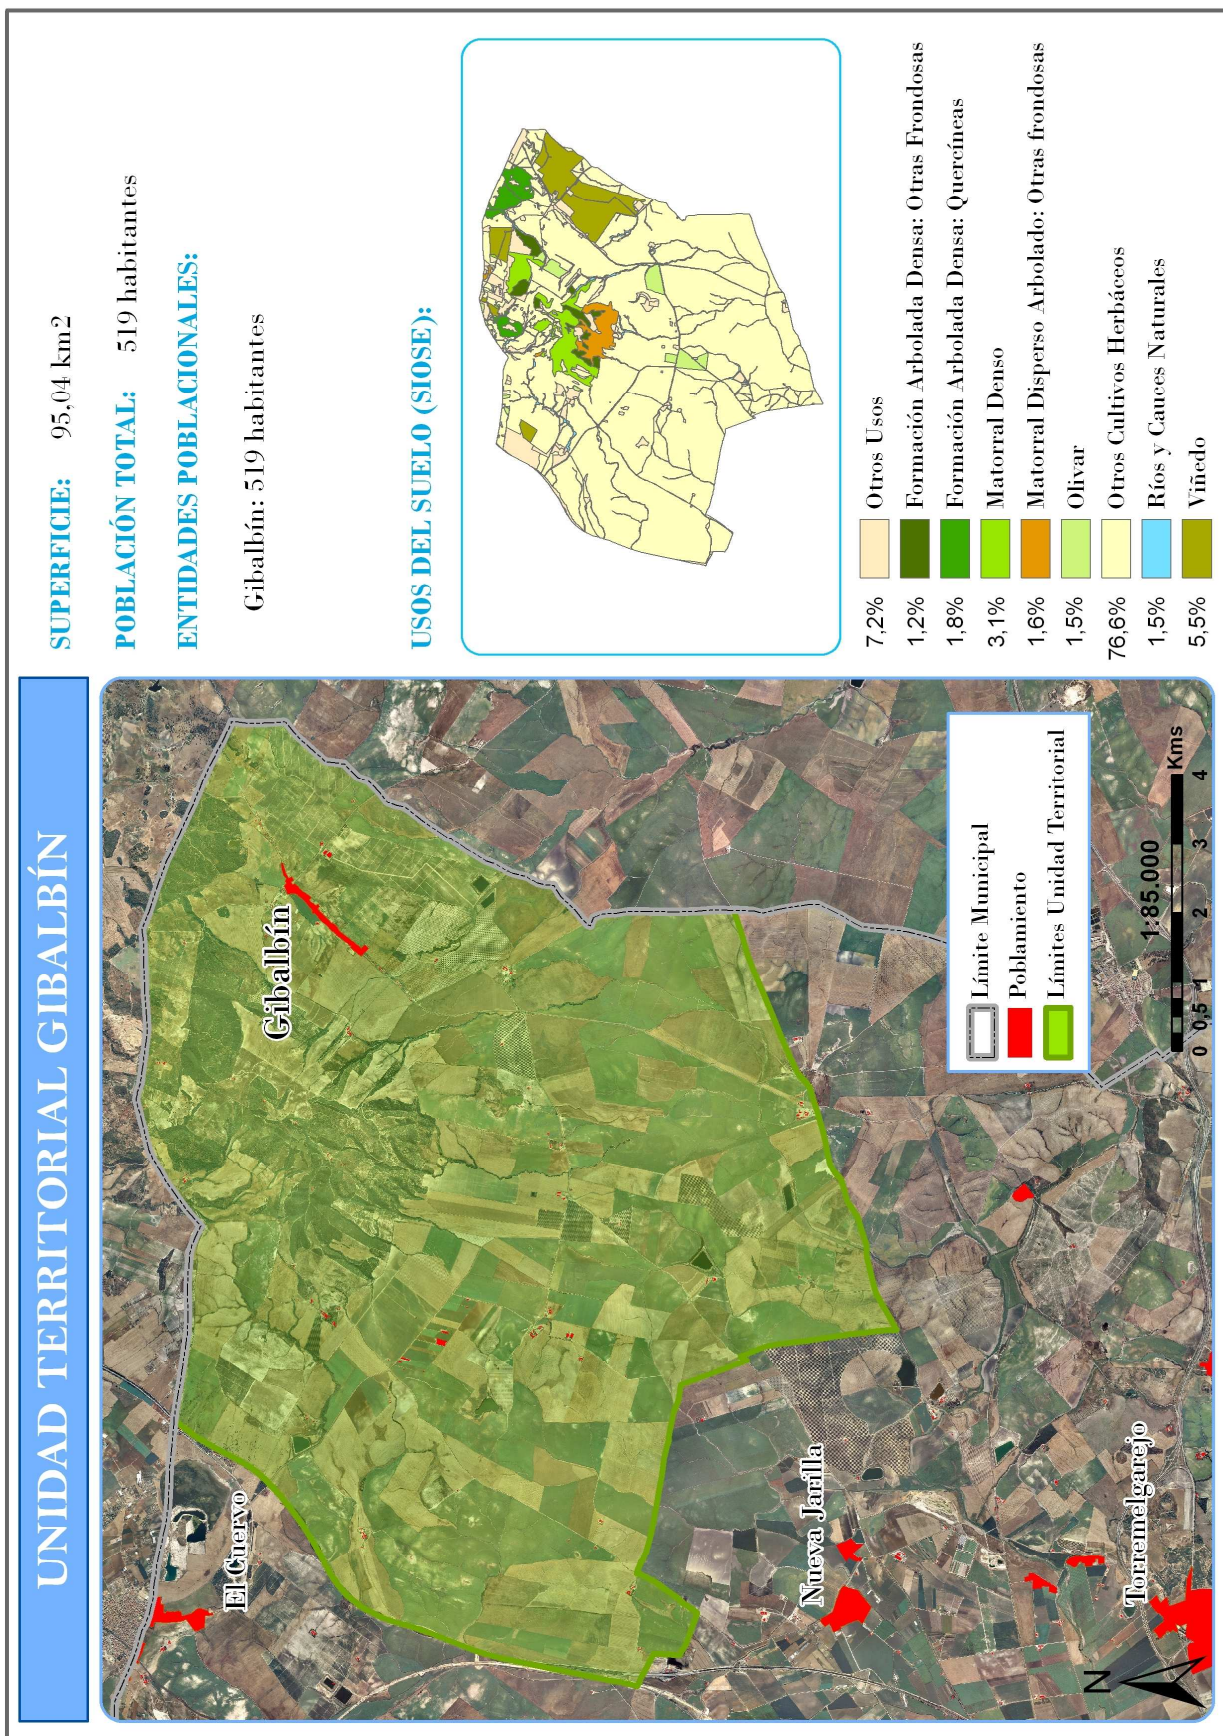 UNIDAD TERRITORIAL GIBALBÍN
El Cuervo
Gibalbín
Nueva Jarilla
Torremelgarejo
N
Límite Municipal
Poblamiento
Límites Unidad Territorial
1:85.000
0 0,5 1 2 3 4
Kms
SUPERFICIE: 95,04 km2
POBLACIÓN TOTAL: 519 habitantes
ENTIDADES POBLACIONALES:
Gibalbín: 519 habitantes
USOS DEL SUELO (SIOSE):
7,2% Otros Usos
1,2% Formación Arbolada Densa: Otras Frondosas
1,8% Formación Arbolada Densa: Quercíneas
3,1% Matorral Denso
1,6% Matorral Disperso Arbolado: Otras frondosas
1,5% Olivar
76,6% Otros Cultivos Herbáceos
1,5% Ríos y Cauces Naturales
5,5% Viñedo